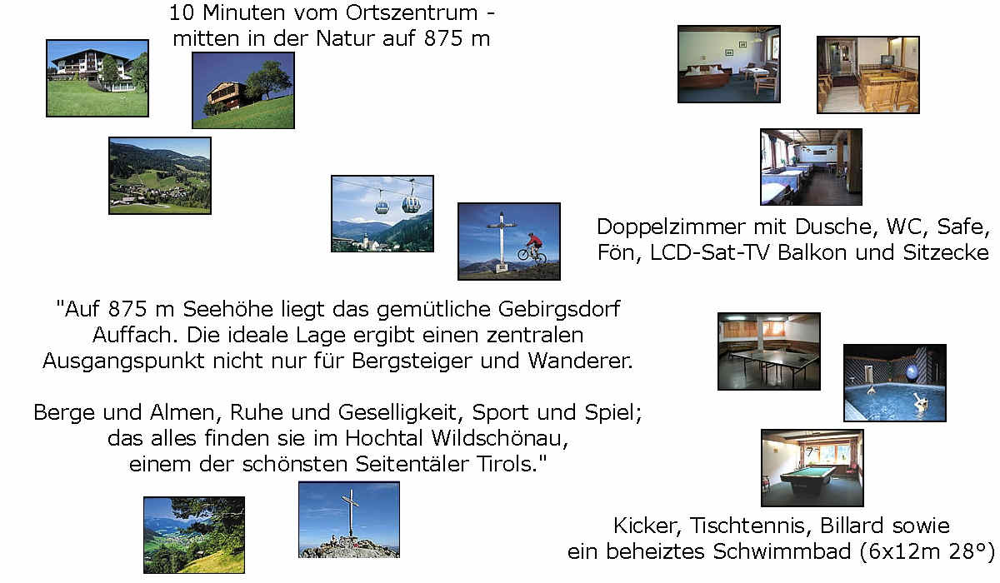 10 Minuten vom Ortszentrum -
mitten in der Natur auf 875 m
Doppelzimmer mit Dusche, WC, Safe,
Fön, LCD-Sat-TV Balkon und Sitzecke
"Auf 875 m Seehöhe liegt das gemütliche Gebirgsdorf
Auffach. Die ideale Lage ergibt einen zentralen
Ausgangspunkt nicht nur für Bergsteiger und Wanderer.
Berge und Almen, Ruhe und Geselligkeit, Sport und Spiel;
das alles finden sie im Hochtal Wildschönau,
einem der schönsten Seitentäler Tirols."
Kicker, Tischtennis, Billard sowie
ein beheiztes Schwimmbad (6x12m 28°)